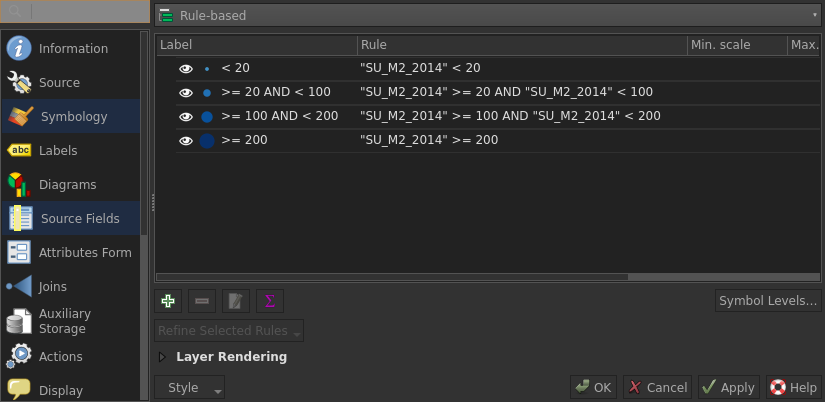 Rule-based
Information
Source
Symbology
abc Labels
Diagrams
Source Fields
Attributes Form
Joins
Auxiliary
Storage
Actions
Display
Label Rule Min. scale Max.
< 20 "SU_M2_2014" < 20
>= 20 AND < 100 "SU_M2_2014" >= 20 AND "SU_M2_2014" < 100
>= 100 AND < 200 "SU_M2_2014" >= 100 AND "SU_M2_2014" < 200
>= 200 "SU_M2_2014" >= 200
Σ Symbol Levels...
Refine Selected Rules
Layer Rendering
Style OK Cancel Apply Help